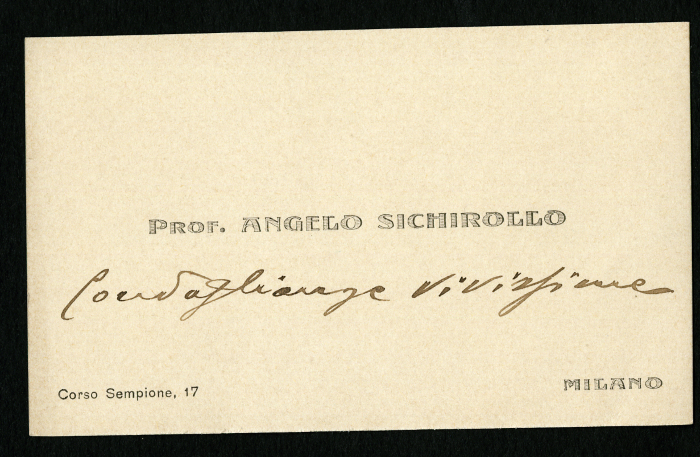 PROF. ANGELO SICHIROLLO
Condoglianze vivissime
Corso Sempione, 17
MILANO